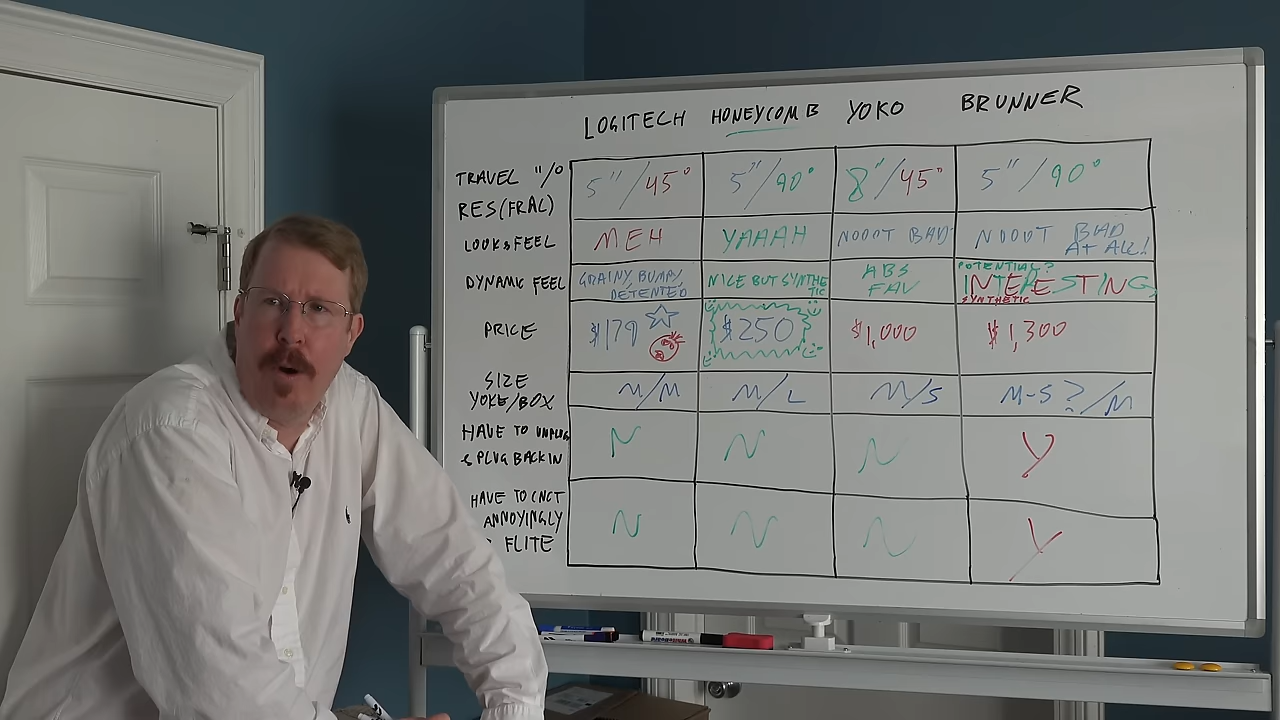 LOGITECH HONEYCOMB YOKO BRUNNER
TRAVEL "/O 5"/45° 5"/90° 8"/45° 5"/90°
RES(FRAL)
LOOK&FEEL MEH YAAAH NOOOT BAD NOOOT BAD
AT ALL!
DYNAMIC FEEL GRAINY, BUMPY, NICE BUT SYNTHE ABS POTENTIAL?
DETENTED TIC FAV INTERESTING
SYNTHETIC
PRICE $179 $250 $1,000 $1,300
SIZE
YOKE/BOX M/M M/L M/S M-S?/M
HAVE TO UNPLUG N N N Y
& PLUG BACK IN
HAVE TO CNCT
ANNOYINGLY N N N Y
FLITE